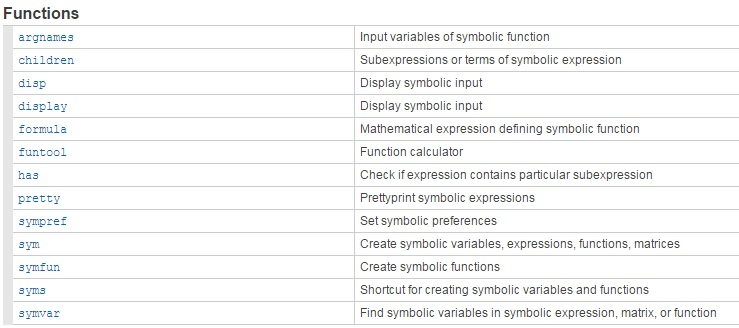 Functions
argnames Input variables of symbolic function
children Subexpressions or terms of symbolic expression
disp Display symbolic input
display Display symbolic input
formula Mathematical expression defining symbolic function
funtool Function calculator
has Check if expression contains particular subexpression
pretty Prettyprint symbolic expressions
sympref Set symbolic preferences
sym Create symbolic variables, expressions, functions, matrices
symfun Create symbolic functions
syms Shortcut for creating symbolic variables and functions
symvar Find symbolic variables in symbolic expression, matrix, or function